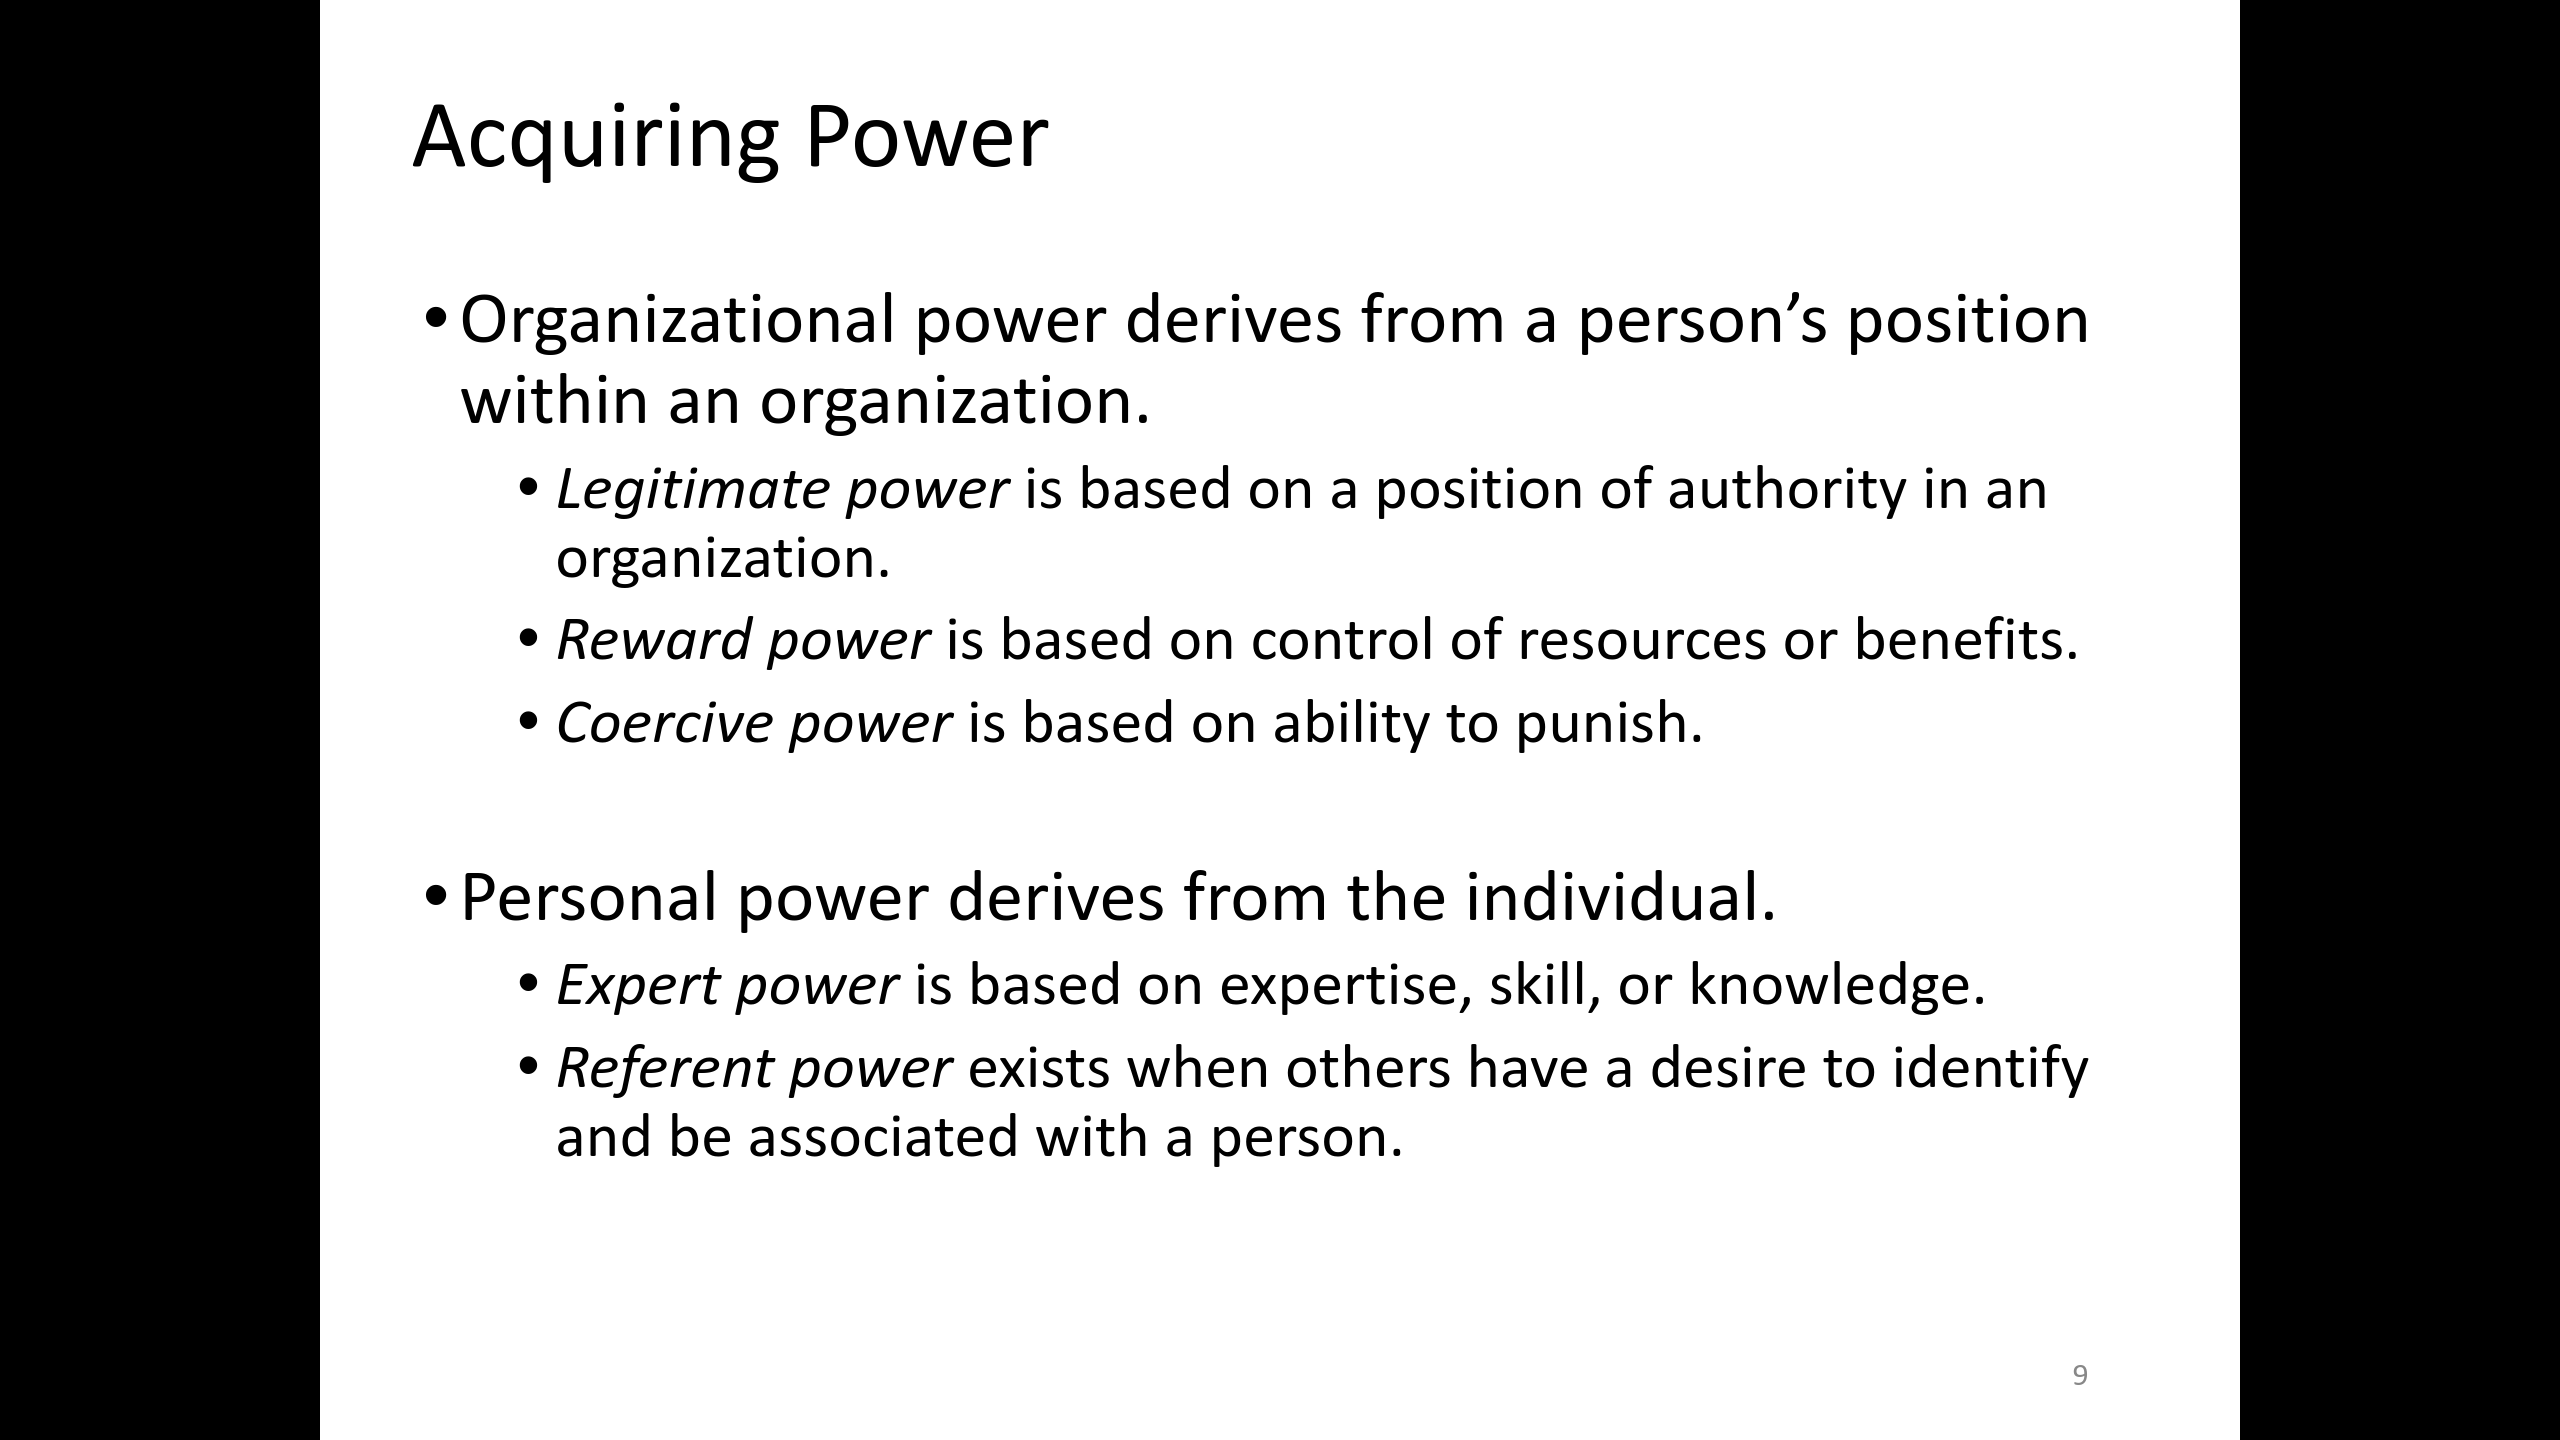 Acquiring Power
• Organizational power derives from a person’s position
within an organization.
• Legitimate power is based on a position of authority in an
organization.
• Reward power is based on control of resources or benefits.
• Coercive power is based on ability to punish.
• Personal power derives from the individual.
• Expert power is based on expertise, skill, or knowledge.
• Referent power exists when others have a desire to identify
and be associated with a person.
9